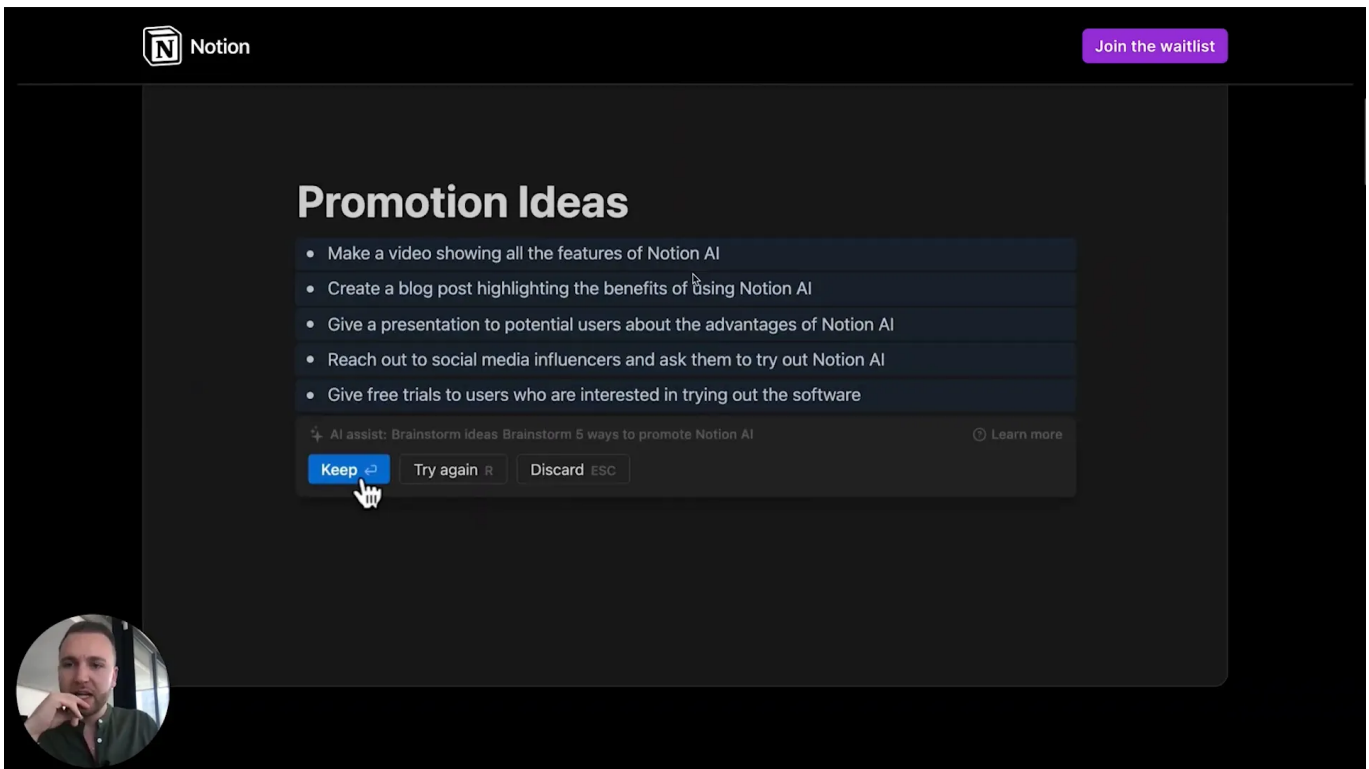 Notion
Join the waitlist
Promotion Ideas
• Make a video showing all the features of Notion AI
• Create a blog post highlighting the benefits of using Notion AI
• Give a presentation to potential users about the advantages of Notion AI
• Reach out to social media influencers and ask them to try out Notion AI
• Give free trials to users who are interested in trying out the software
AI assist: Brainstorm ideas Brainstorm 5 ways to promote Notion AI
Learn more
Keep
Try again R
Discard ESC